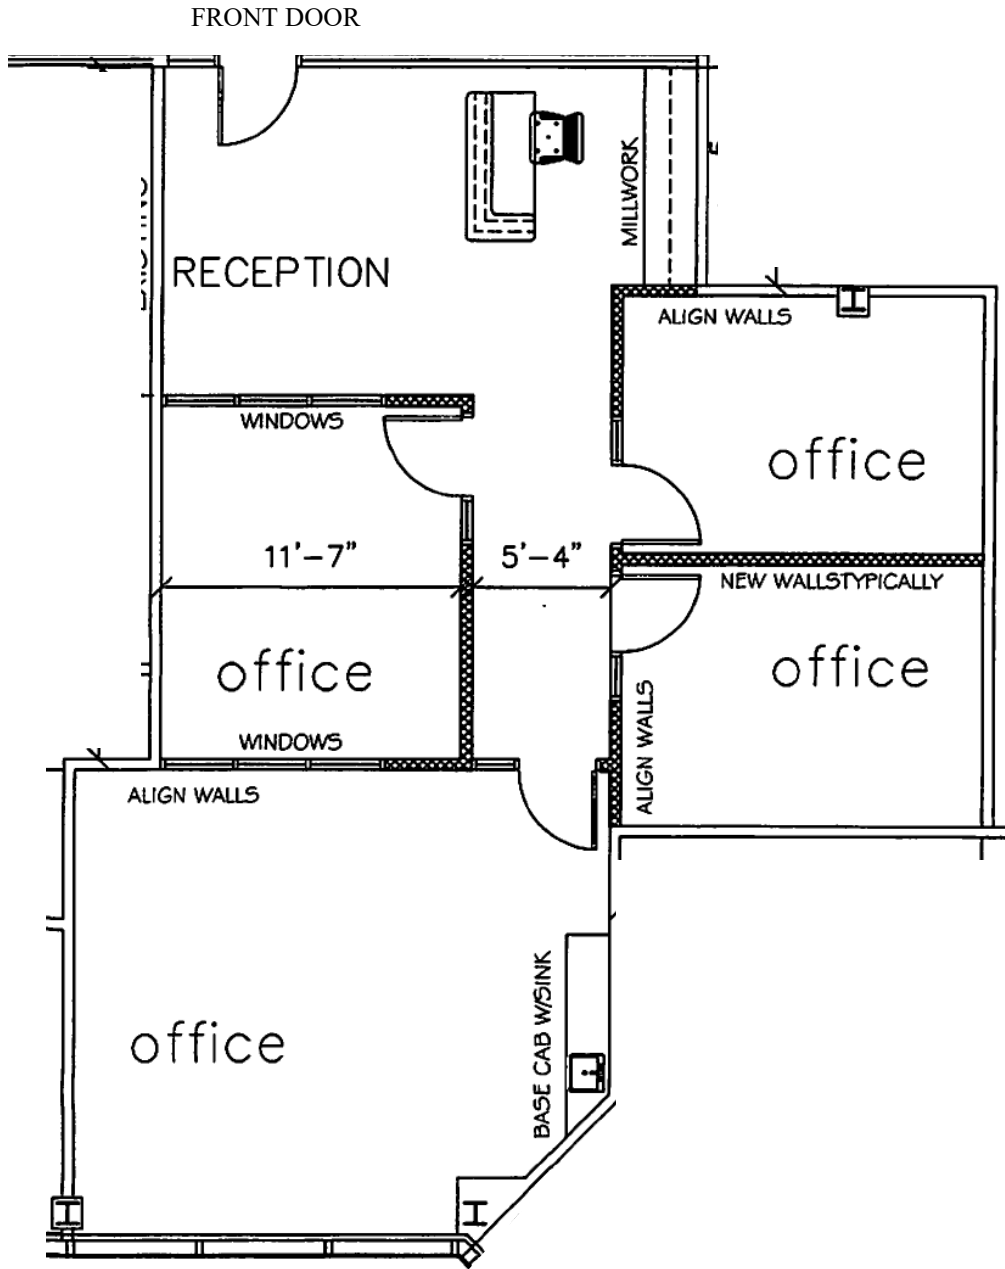 FRONT DOOR
MILLWORK
RECEPTION
ALIGN WALLS
WINDOWS
office
11'-7"
5'-4"
NEW WALLSTYPICALLY
office
office
WINDOWS
ALIGN WALLS
ALIGN WALLS
BASE CAB W/SINK
office